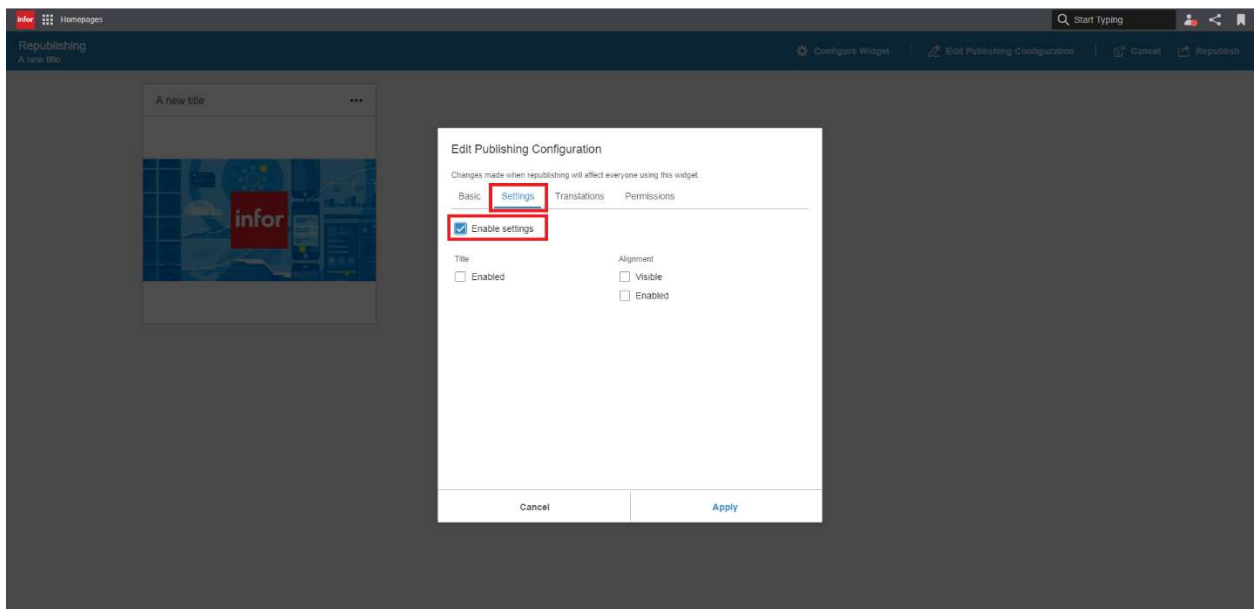 infor Homepages Start Typing
Republishing
A new title
Configure Widget Edit Publishing Configuration Cancel Republish
A new title
infor
Edit Publishing Configuration
Changes made when republishing will affect everyone using this widget.
Basic Settings Translations Permissions
Enable settings
Title Alignment
Enabled Visible
Enabled
Cancel Apply